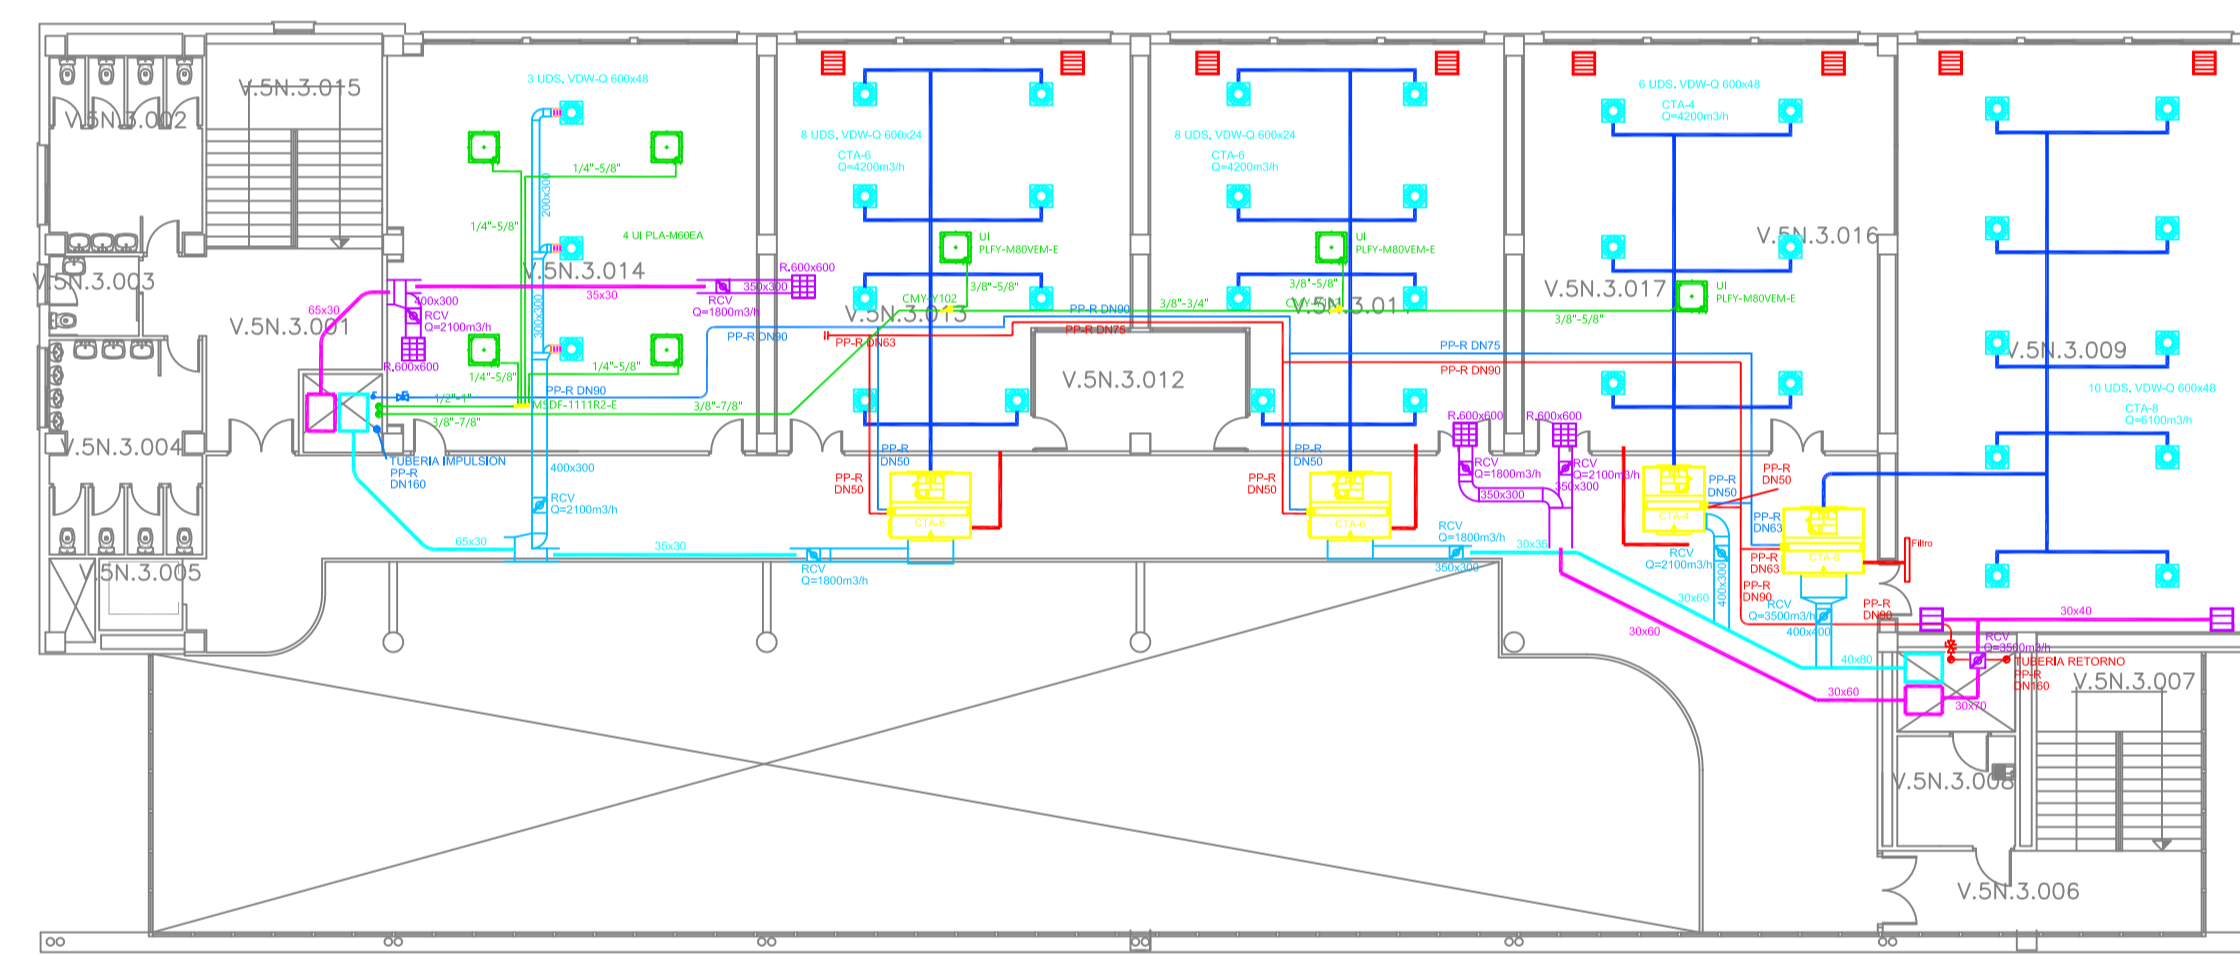 V.5N.3.015
V.5N.3.002
V.5N.3.003
V.5N.3.001
V.5N.3.004
V.5N.3.005
3 UDS. VDW-Q 600x48
1/4"-5/8"
200x300
1/4"-5/8"
4 UI PLA-M60EA
V.5N.3.014
65x30
400x300
RCV
Q=2100m3/h
R.600x600
35x30
300x300
RCV
Q=1800m3/h
350x300
R.600x600
1/4"-5/8"
1/4"-5/8"
PP-R DN90
PP-R DN90
1/2"-1"
MSDF-1111R2-E
3/8"-7/8"
3/8"-7/8"
TUBERIA IMPULSION
PP-R
DN160
400x300
RCV
Q=2100m3/h
65x30
35x30
RCV
Q=1800m3/h
8 UDS. VDW-Q 600x24
CTA-6
Q=4200m3/h
UI
PLFY-M80VEM-E
3/8"-5/8"
CMY-Y102
V.5N.3.013
PP-R DN63
PP-R DN90
PP-R DN75
V.5N.3.012
PP-R
DN50
PP-R
DN50
CTA-6
8 UDS. VDW-Q 600x24
CTA-6
Q=4200m3/h
UI
PLFY-M80VEM-E
3/8"-5/8"
3/8"-3/4"
V.5N.3.01
3/8"-5/8"
PP-R DN75
PP-R DN90
PP-R
DN50
PP-R
DN50
CTA-6
R.600x600
R.600x600
RCV
Q=1800m3/h
RCV
Q=2100m3/h
350x300
350x300
RCV
Q=1800m3/h
350x300
30x35
6 UDS. VDW-Q 600x48
CTA-4
Q=4200m3/h
V.5N.3.016
V.5N.3.017
UI
PLFY-M80VEM-E
PP-R
DN50
PP-R
DN50
CTA-4
PP-R
DN63
PP-R
DN63
PP-R
DN90
CTA-8
RCV
Q=2100m3/h
400x300
30x60
30x60
RCV
Q=3500m3/h
400x400
PP-R
DN90
Filtro
40x80
30x60
V.5N.3.009
10 UDS. VDW-Q 600x48
CTA-8
Q=6100m3/h
30x40
RCV
Q=3500m3/h
TUBERIA RETORNO
PP-R
DN160
30x70
V.5N.3.007
V.5N.3.008
V.5N.3.006